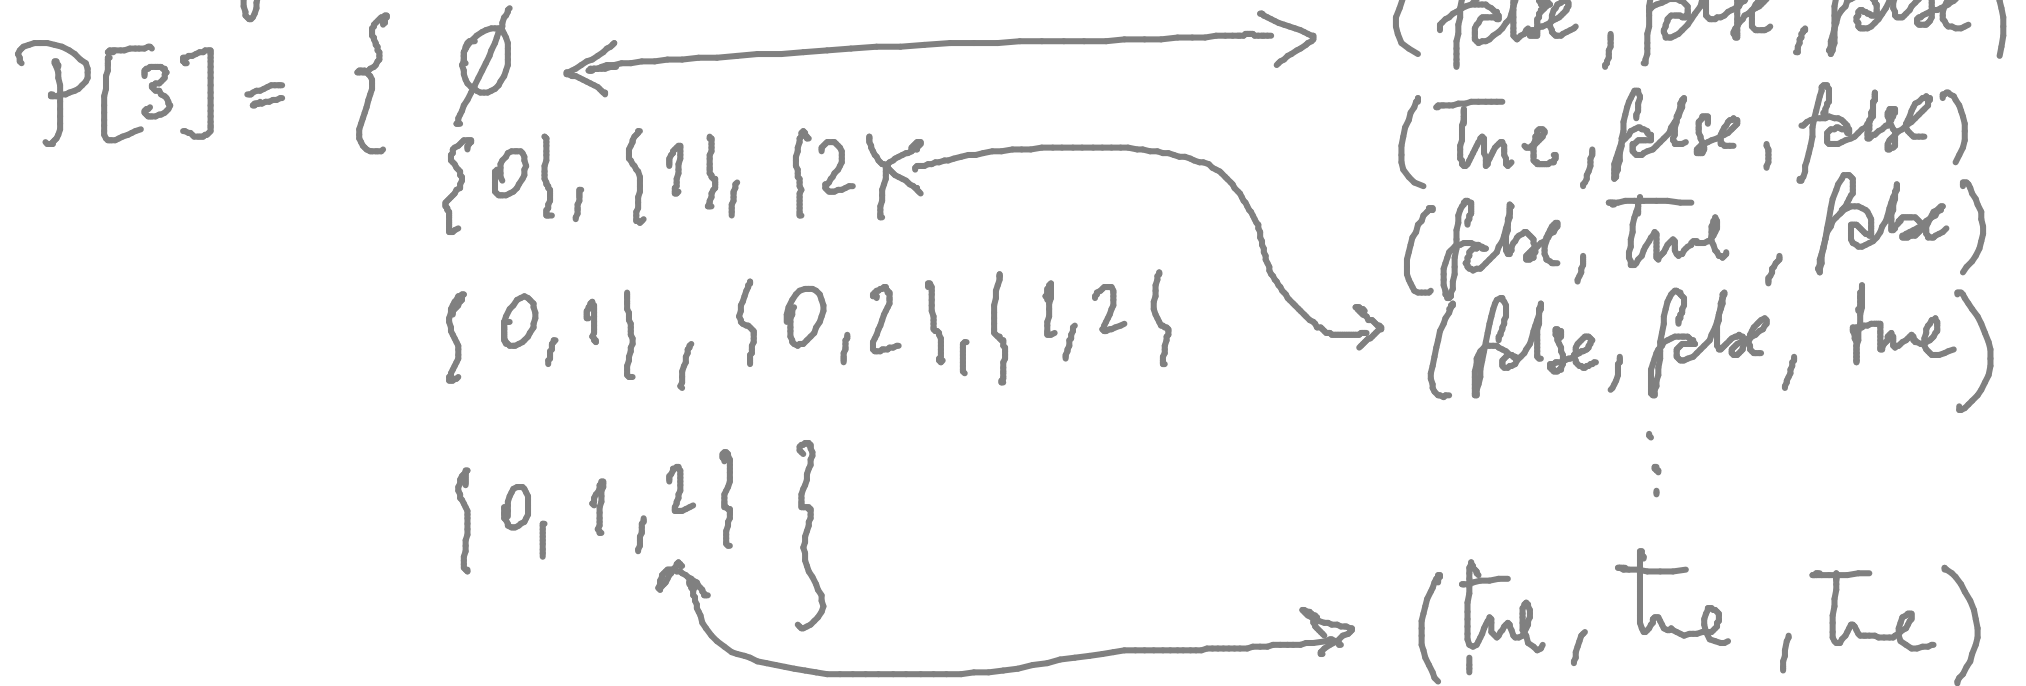 P[3] = { ∅ (false, false, false)
{0}, {1}, {2} (True, false, false)
(false, True, false)
{0,1}, {0,2}, {1,2} (false, false, true)
⋮
{0,1,2} }
(true, true, True)